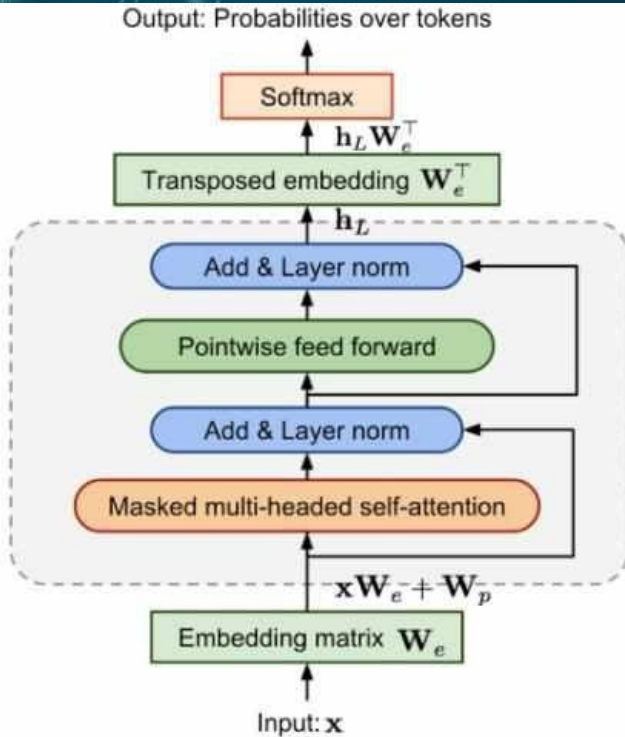 Output: Probabilities over tokens
Softmax
h_L W_e^⊤
Transposed embedding W_e^⊤
h_L
Add & Layer norm
Pointwise feed forward
Add & Layer norm
Masked multi-headed self-attention
xW_e + W_p
Embedding matrix W_e
Input: x